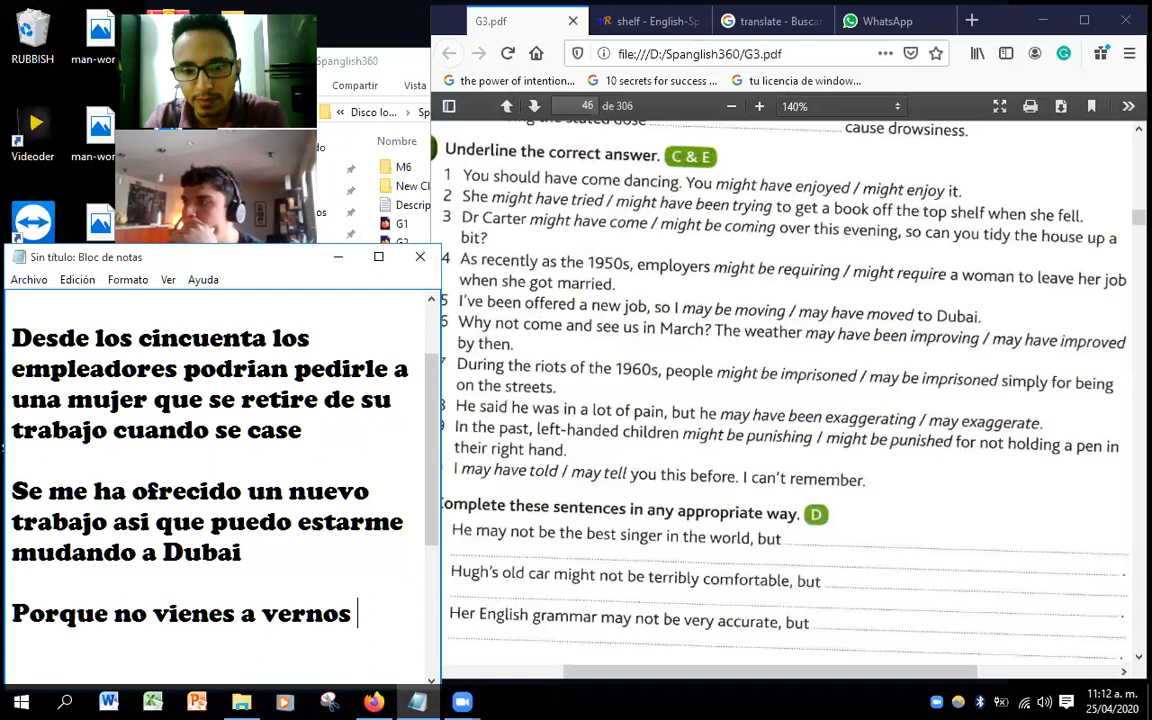 RUBBISH
man-wor
Videoder
man-wo
man-wo
Spanglish360
Compartir
Vista
Disco lo...
Sp
Nombre
M6
New Cl
Descrip
G1
G2
Sin título: Bloc de notas
Archivo Edición Formato Ver Ayuda
Desde los cincuenta los
empleadores podrian pedirle a
una mujer que se retire de su
trabajo cuando se case
Se me ha ofrecido un nuevo
trabajo asi que puedo estarme
mudando a Dubai
Porque no vienes a vernos
G3.pdf
shelf - English-Sp
translate - Buscar
WhatsApp
file:///D:/Spanglish360/G3.pdf
the power of intention...
10 secrets for success ...
tu licencia de window...
46 de 306
140%
the stated dose cause drowsiness.
Underline the correct answer. C & E
1 You should have come dancing. You might have enjoyed / might enjoy it.
2 She might have tried / might have been trying to get a book off the top shelf when she fell.
3 Dr Carter might have come / might be coming over this evening, so can you tidy the house up a
bit?
4 As recently as the 1950s, employers might be requiring / might require a woman to leave her job
when she got married.
5 I've been offered a new job, so I may be moving / may have moved to Dubai.
6 Why not come and see us in March? The weather may have been improving / may have improved
by then.
7 During the riots of the 1960s, people might be imprisoned / may be imprisoned simply for being
on the streets.
8 He said he was in a lot of pain, but he may have been exaggerating / may exaggerate.
9 In the past, left-handed children might be punishing / might be punished for not holding a pen in
their right hand.
I may have told / may tell you this before. I can't remember.
Complete these sentences in any appropriate way. D
He may not be the best singer in the world, but
Hugh's old car might not be terribly comfortable, but
Her English grammar may not be very accurate, but
11:12 a. m.
25/04/2020